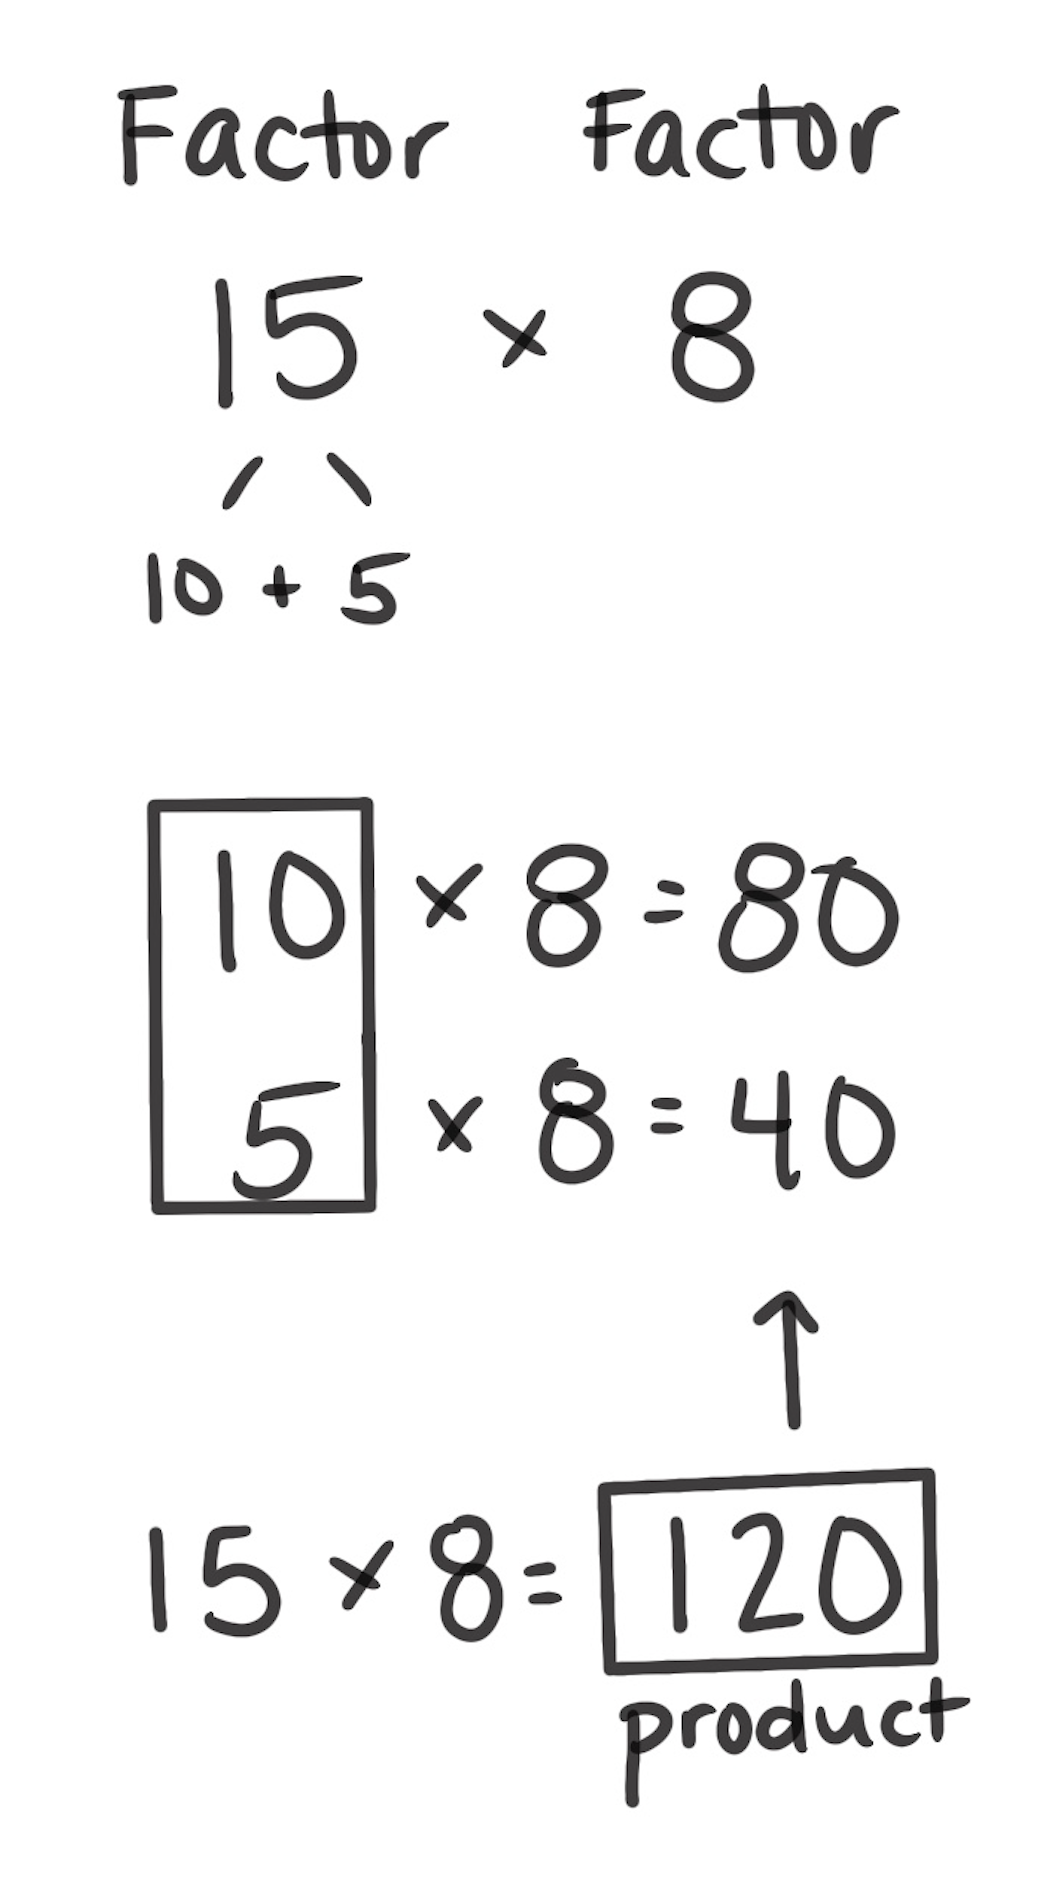 Factor Factor
15 × 8
10 + 5
10 × 8 = 80
5 × 8 = 40
15 × 8 = 120
product